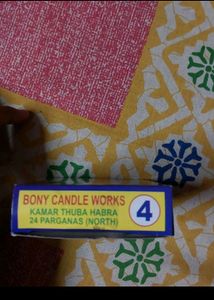 BONY CANDLE WORKS
KAMAR THUBA HABRA
24 PARGANAS (NORTH)
4